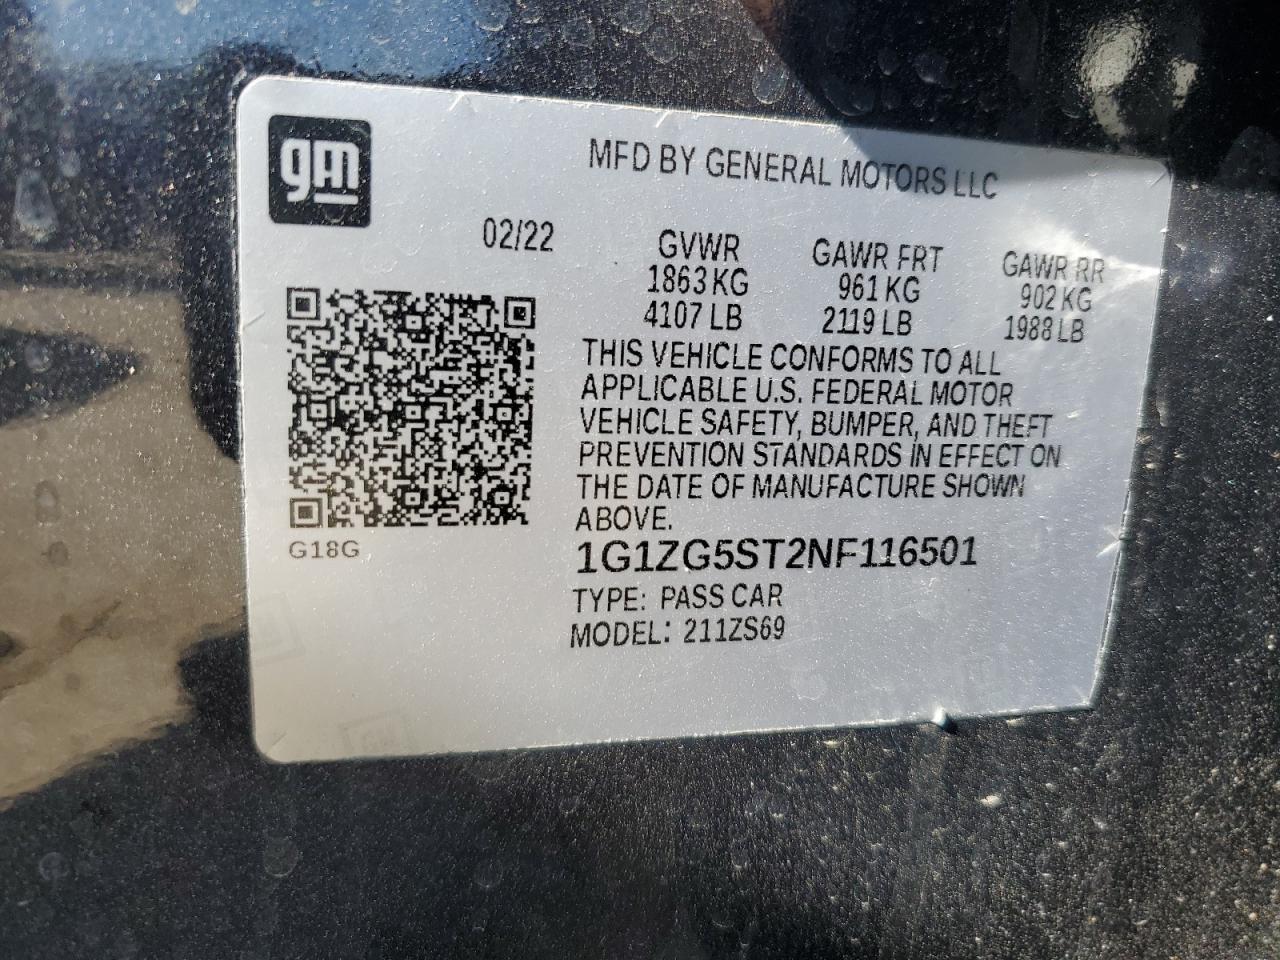 gm
MFD BY GENERAL MOTORS LLC
02/22
GVWR
1863 KG
4107 LB
GAWR FRT
961 KG
2119 LB
GAWR RR
902 KG
1988 LB
THIS VEHICLE CONFORMS TO ALL
APPLICABLE U.S. FEDERAL MOTOR
VEHICLE SAFETY, BUMPER, AND THEFT
PREVENTION STANDARDS IN EFFECT ON
THE DATE OF MANUFACTURE SHOWN
ABOVE.
G18G
1G1ZG5ST2NF116501
TYPE: PASS CAR
MODEL: 211ZS69